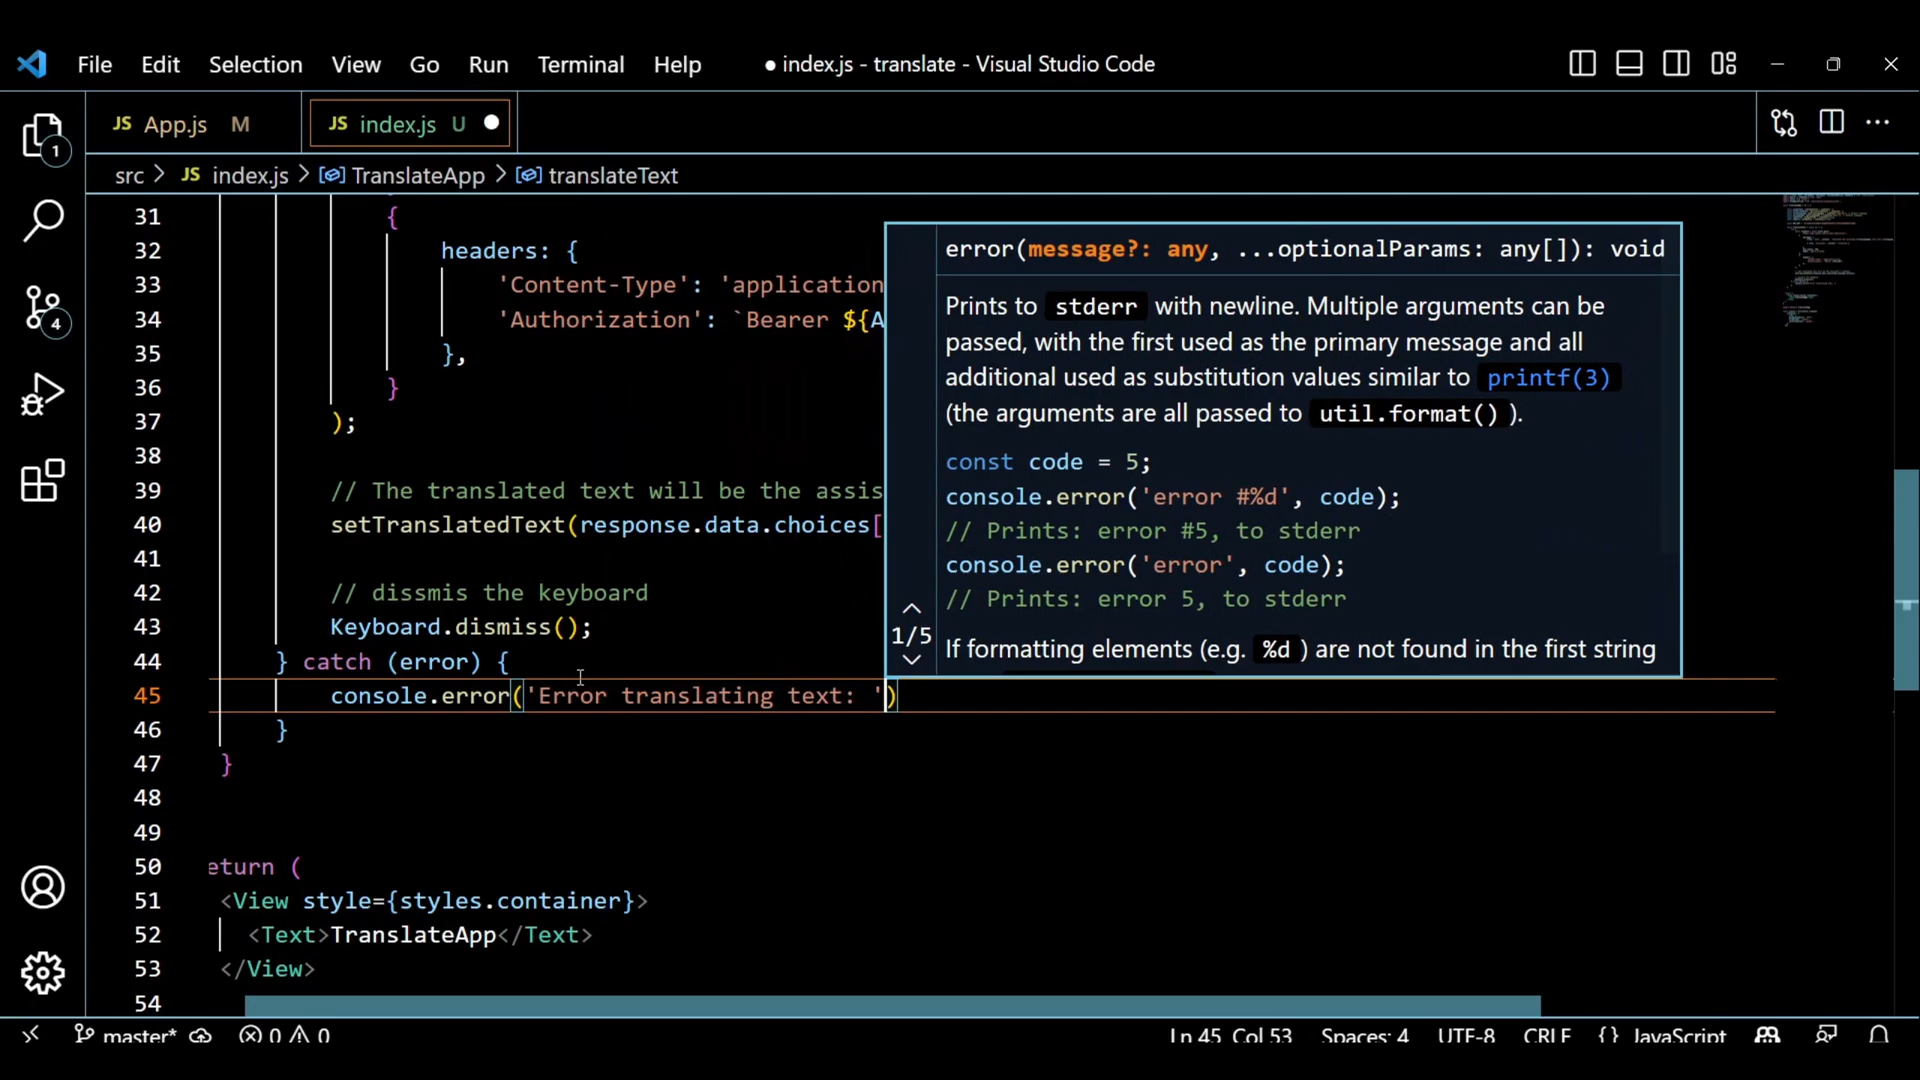 File Edit Selection View Go Run Terminal Help ● index.js - translate - Visual Studio Code
JS App.js M JS index.js U
src > JS index.js > TranslateApp > translateText
1
4
31 {
32 headers: {
33 'Content-Type': 'application
34 'Authorization': `Bearer ${A
35 },
36 }
37 );
38
39 // The translated text will be the assis
40 setTranslatedText(response.data.choices[
41
42 // dissmis the keyboard
43 Keyboard.dismiss();
44 } catch (error) {
45 console.error('Error translating text: ')
46 }
47 }
48
49
50 eturn (
51 <View style={styles.container}>
52 <Text>TranslateApp</Text>
53 </View>
54
error(message?: any, ...optionalParams: any[]): void
Prints to stderr with newline. Multiple arguments can be
passed, with the first used as the primary message and all
additional used as substitution values similar to printf(3)
(the arguments are all passed to util.format()).
const code = 5;
console.error('error #%d', code);
// Prints: error #5, to stderr
console.error('error', code);
// Prints: error 5, to stderr
1/5
If formatting elements (e.g. %d ) are not found in the first string
master* 0 0 Ln 45, Col 53 Spaces: 4 UTF-8 CRLF {} JavaScript